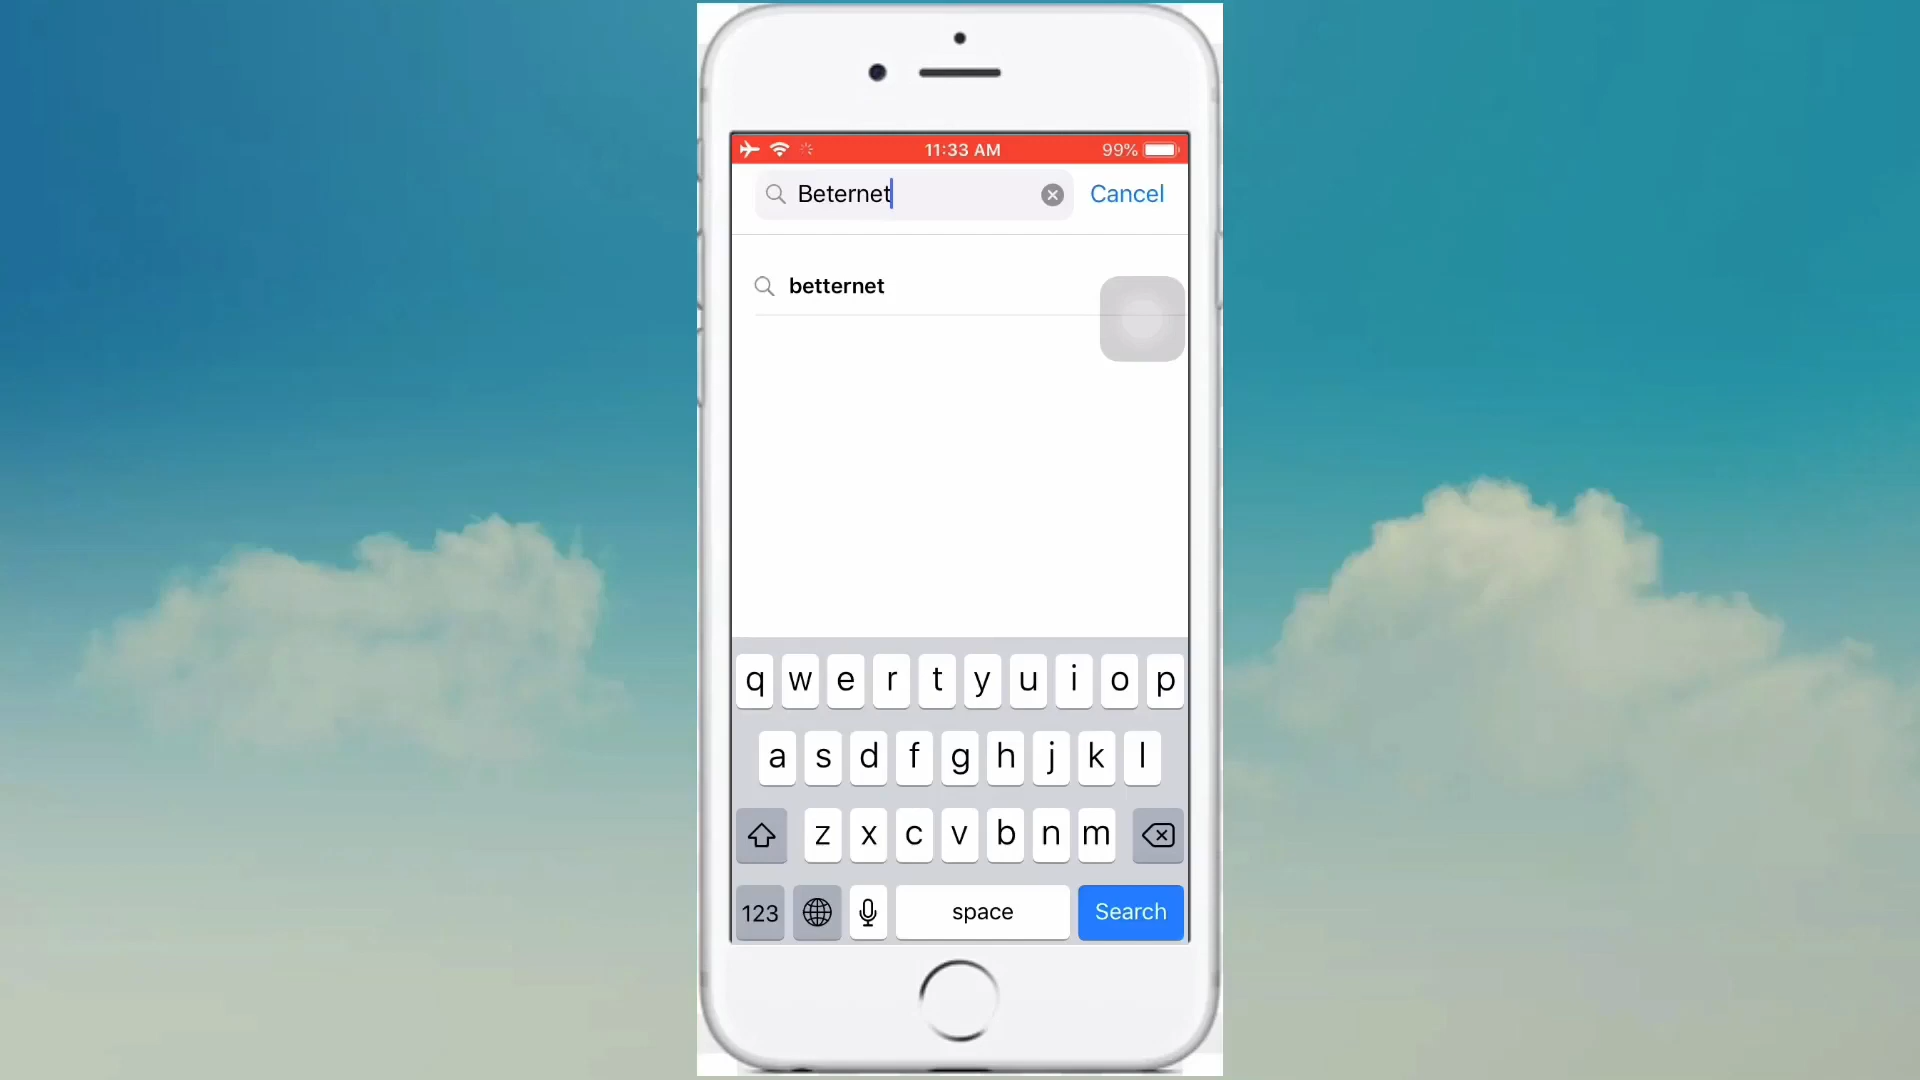 11:33 AM 99%
Beternet Cancel
betternet
q w e r t y u i o p
a s d f g h j k l
z x c v b n m
123 space Search